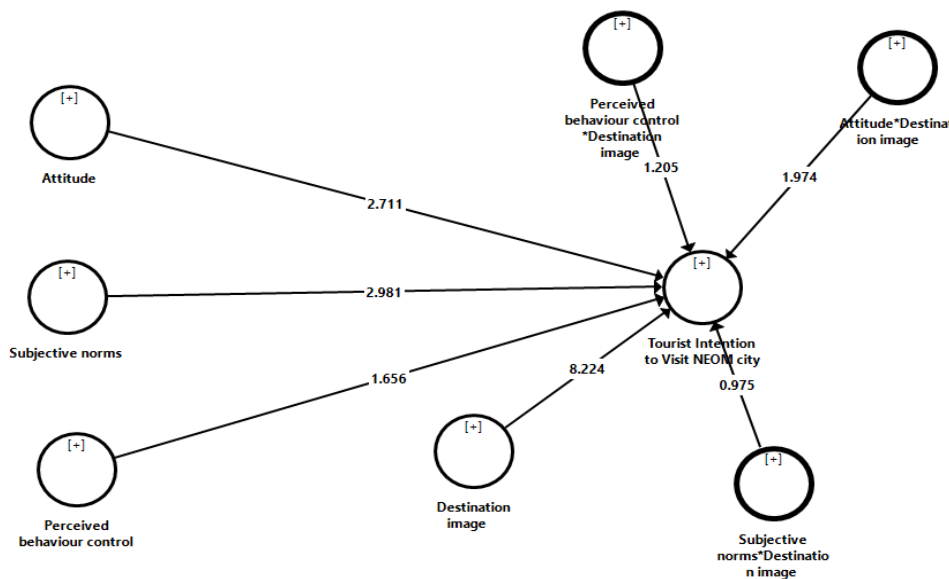 [+]
Perceived
behaviour control
*Destination
image
[+]
Attitude*Destinat
ion image
[+]
Attitude
1.205
1.974
2.711
[+]
Subjective norms
2.981
[+]
Tourist Intention
to Visit NEOM city
1.656
8.224
0.975
[+]
Perceived
behaviour control
[+]
Destination
image
[+]
Subjective
norms*Destinatio
n image